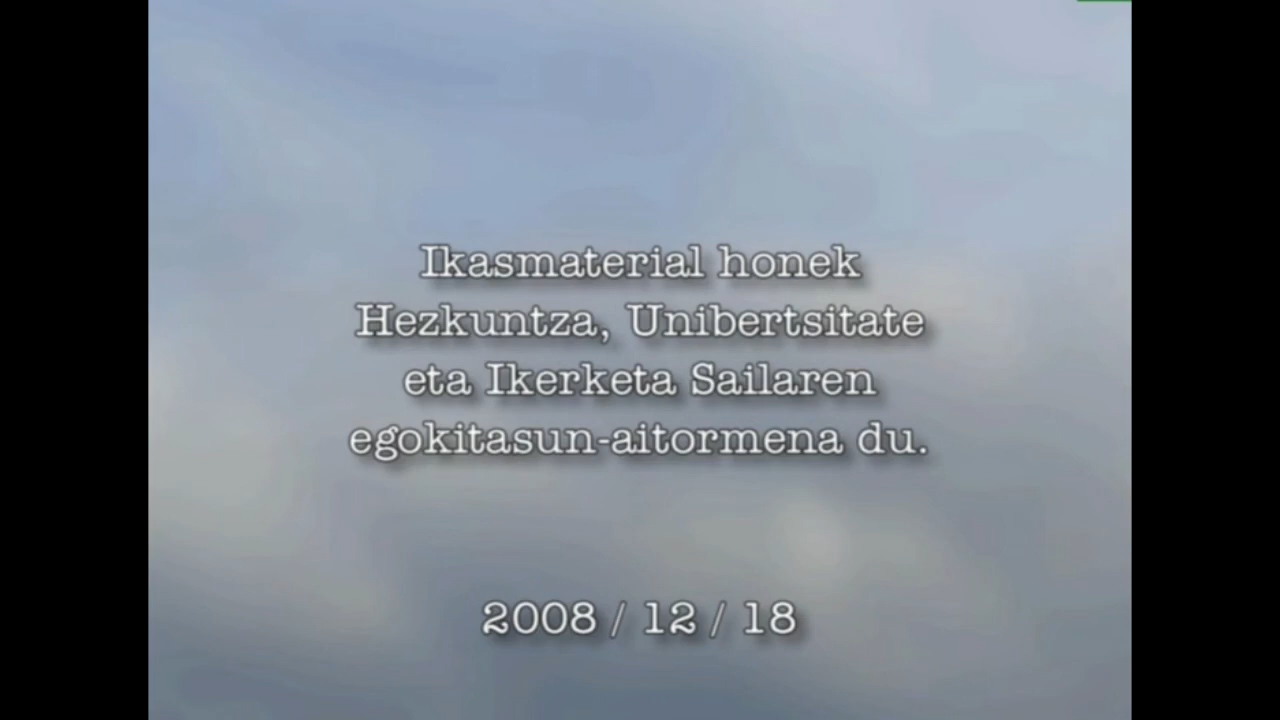 Ikasmaterial honek
Hezkuntza, Unibertsitate
eta Ikerketa Sailaren
egokitasun-aitormena du.
2008 / 12 / 18